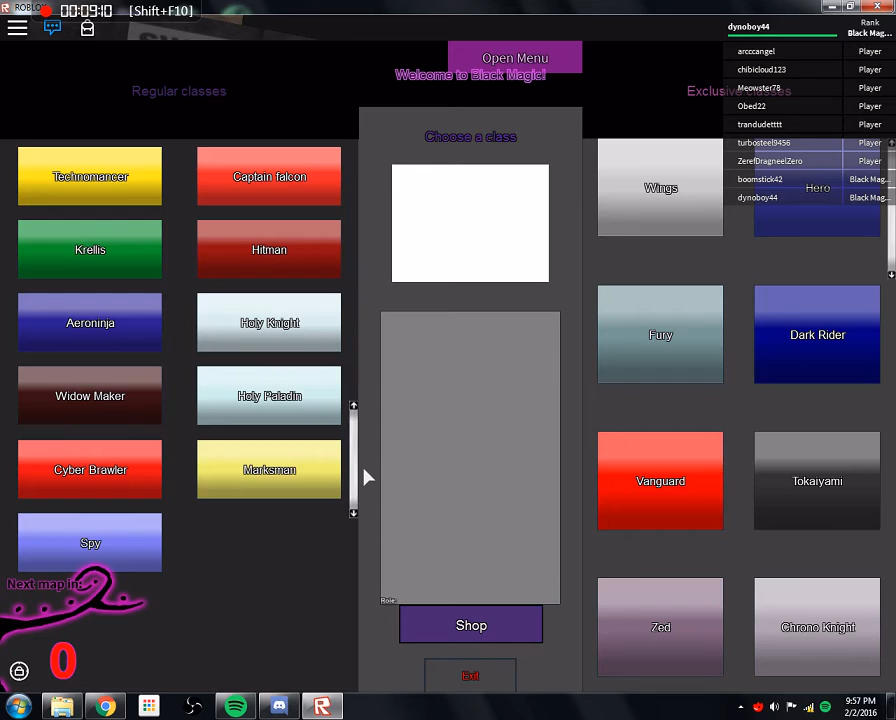 ROBLOX
00:09:10 [Shift+F10]
dynoboy44
Rank
Black Mag...
Open Menu
Welcome to Black Magic!
Regular classes
Exclusive classes
arcccangel Player
chibicloud123 Player
Meowster78 Player
Obed22 Player
trandudetttt Player
turbosteel9456 Player
ZerefDragneelZero Player
boomstick42 Black Mag...
dynoboy44 Black Mag...
Choose a class
Technomancer
Captain falcon
Krellis
Hitman
Aeroninja
Holy Knight
Widow Maker
Holy Paladin
Cyber Brawler
Marksman
Spy
Wings
Hero
Fury
Dark Rider
Vanguard
Tokaiyami
Zed
Chrono Knight
Next map in:
0
Role:
Shop
Exit
9:57 PM
2/2/2016